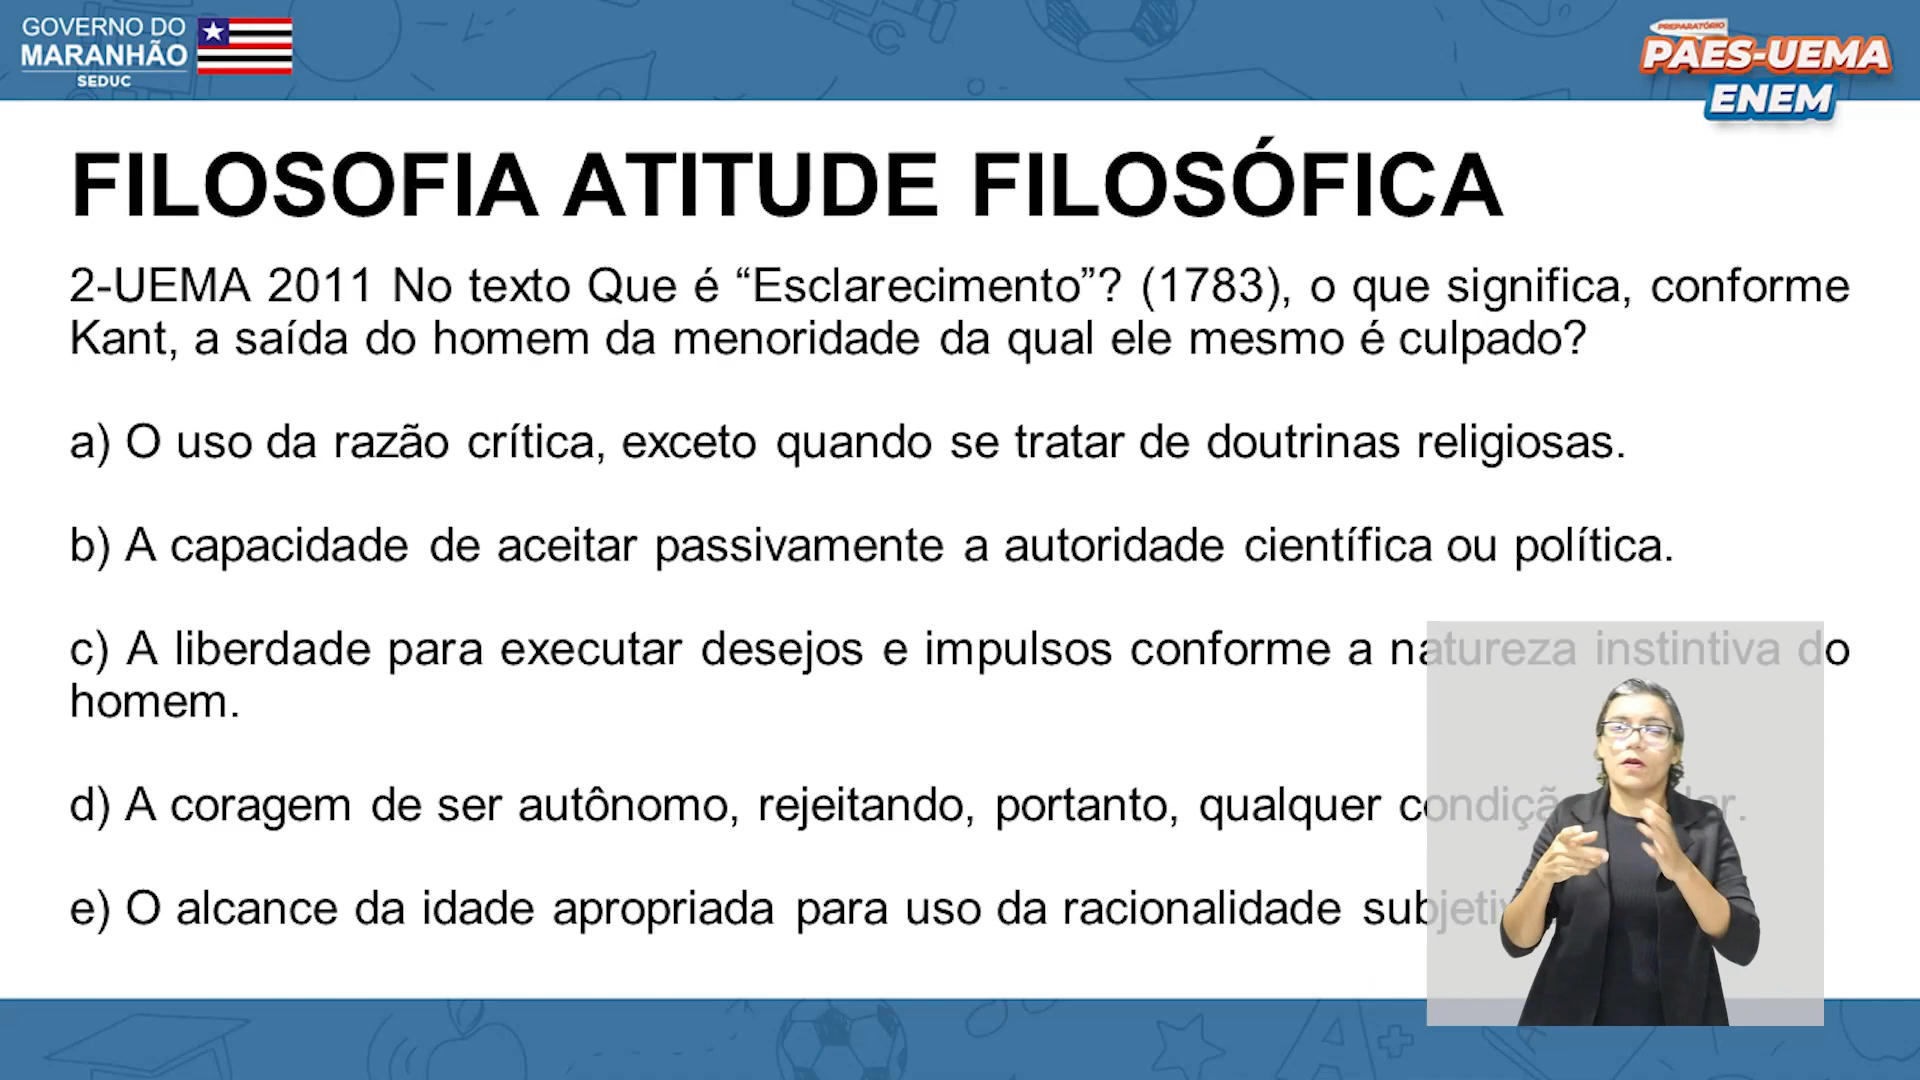 GOVERNO DO
MARANHÃO
SEDUC
PREPARATÓRIO
PAES-UEMA
ENEM
FILOSOFIA ATITUDE FILOSÓFICA
2-UEMA 2011 No texto Que é “Esclarecimento”? (1783), o que significa, conforme
Kant, a saída do homem da menoridade da qual ele mesmo é culpado?
a) O uso da razão crítica, exceto quando se tratar de doutrinas religiosas.
b) A capacidade de aceitar passivamente a autoridade científica ou política.
c) A liberdade para executar desejos e impulsos conforme a natureza instintiva do
homem.
d) A coragem de ser autônomo, rejeitando, portanto, qualquer
e) O alcance da idade apropriada para uso da racionalidade
A+